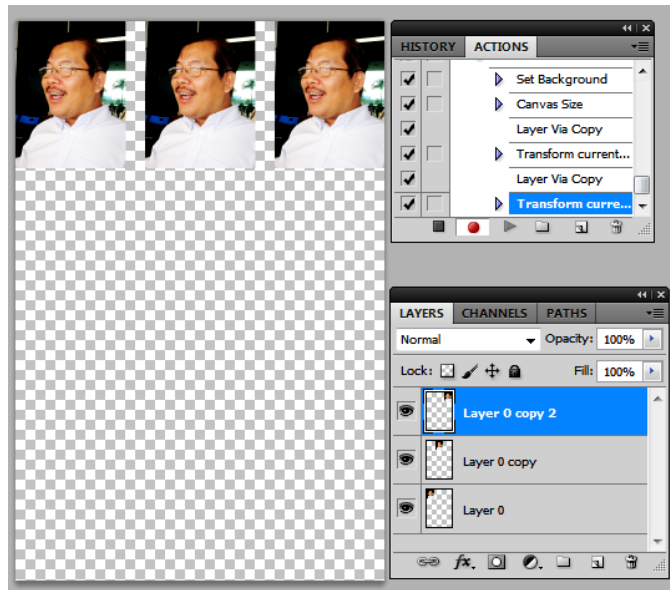 HISTORY ACTIONS
Set Background
Canvas Size
Layer Via Copy
Transform current...
Layer Via Copy
Transform curre...
LAYERS CHANNELS PATHS
Normal Opacity: 100%
Lock: Fill: 100%
Layer 0 copy 2
Layer 0 copy
Layer 0
fx.